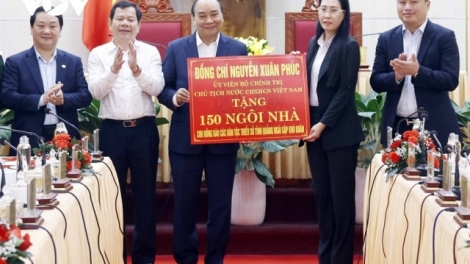 VOV
ĐỒNG CHÍ NGUYỄN XUÂN PHÚC
ỦY VIÊN BỘ CHÍNH TRỊ
CHỦ TỊCH NƯỚC CHXHCN VIỆT NAM
TẶNG
150 NGÔI NHÀ
CHO ĐỒNG BÀO CÁC DÂN TỘC THIỂU SỐ TỈNH QUẢNG NGÃI GẶP KHÓ KHĂN